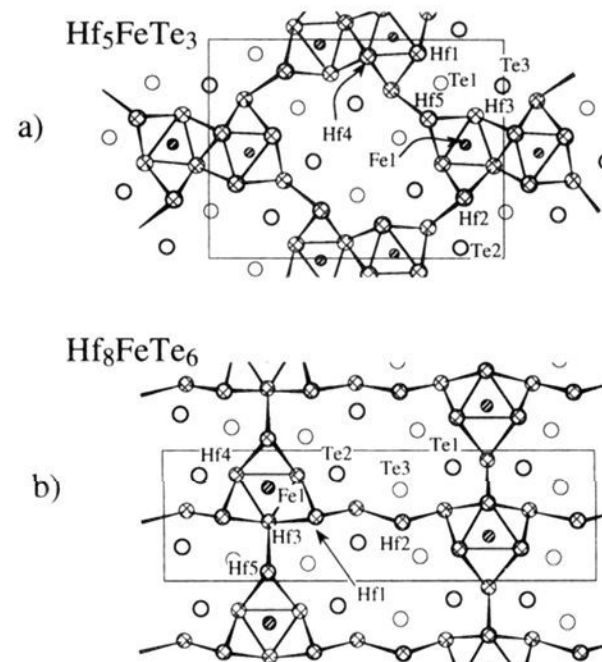 Hf₅FeTe₃
a)
Hf1
Te3
Te1
Hf5
Hf3
Hf4
Fe1
Hf2
Te2
Hf₈FeTe₆
b)
Te1
Hf4
Te2
Te3
Fe1
Hf3
Hf2
Hf5
Hf1